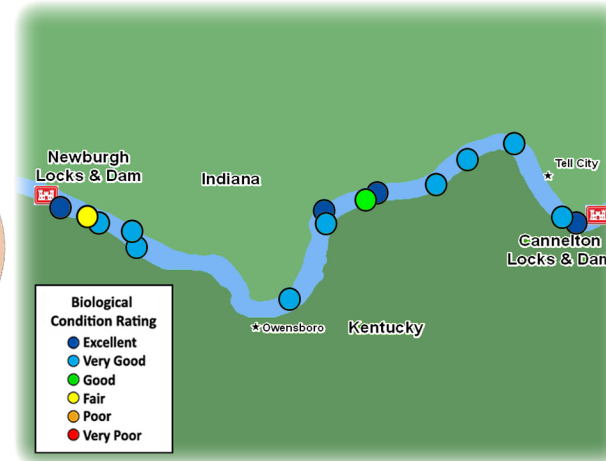 Newburgh
Locks & Dam
Indiana
Tell City
Cannelton
Locks & Dam
Owensboro
Kentucky
Biological
Condition Rating
Excellent
Very Good
Good
Fair
Poor
Very Poor